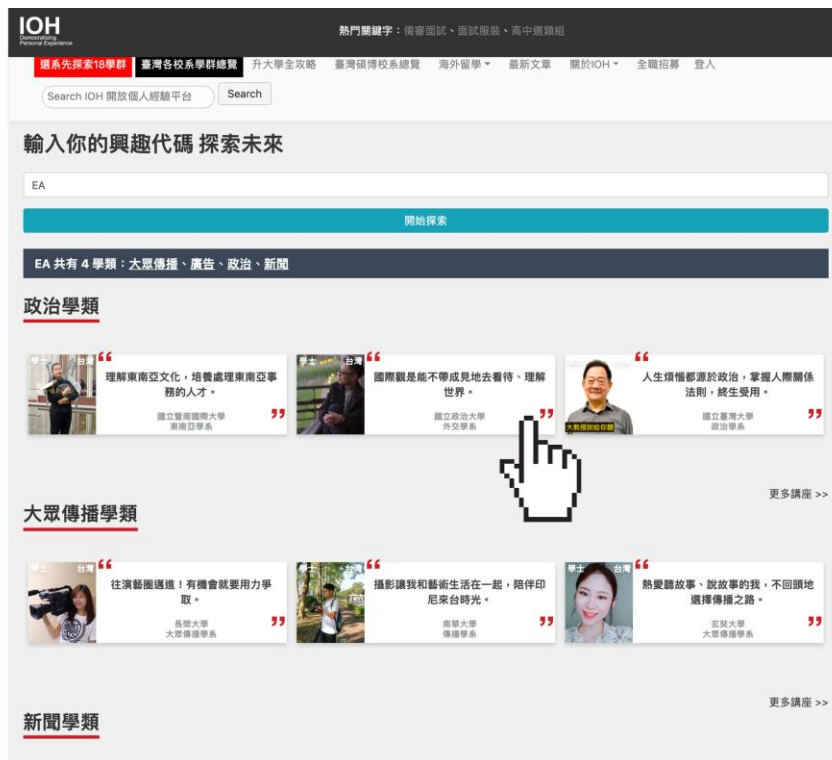 IOH
Democratizing
Personal Experience
熱門關鍵字：備審面試、面試服裝、高中選類組
選系先探索18學群 臺灣各校系學群總覽 升大學全攻略 臺灣碩博校系總覽 海外留學 最新文章 關於IOH 全職招募 登入
Search IOH 開放個人經驗平台 Search
輸入你的興趣代碼 探索未來
EA
開始探索
EA 共有 4 學類：大眾傳播、廣告、政治、新聞
政治學類
學士 台灣
理解東南亞文化，培養處理東南亞事
務的人才。
國立暨南國際大學
東南亞學系
學士 台灣
國際觀是能不帶成見地去看待、理解
世界。
國立政治大學
外交學系
人生煩惱都源於政治，掌握人際關係
法則，終生受用。
國立臺灣大學
政治學系
大教授說給你聽
更多講座 >>
大眾傳播學類
學士 台灣
往演藝圈邁進！有機會就要用力爭
取。
長榮大學
大眾傳播學系
學士 台灣
攝影讓我和藝術生活在一起，陪伴印
尼來台時光。
南華大學
傳播學系
學士 台灣
熱愛聽故事、說故事的我，不回頭地
選擇傳播之路。
玄奘大學
大眾傳播學系
更多講座 >>
新聞學類